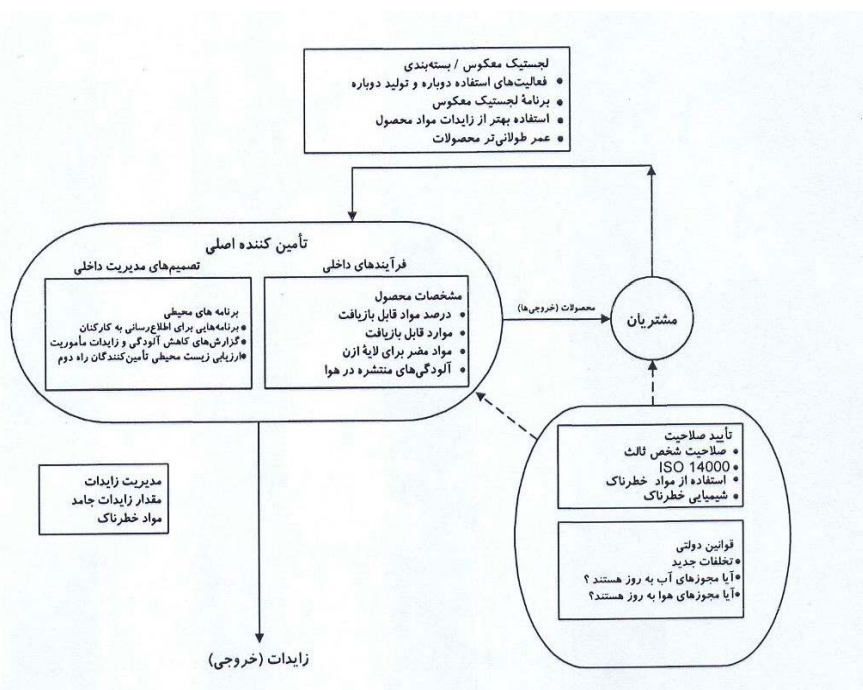 لجستیک معکوس / بسته‌بندی
• فعالیت‌های استفاده دوباره و تولید دوباره
• برنامهٔ لجستیک معکوس
• استفاده بهتر از زایدات مواد محصول
• عمر طولانی‌تر محصولات
تأمین کننده اصلی
فرآیندهای داخلی
مشخصات محصول
• درصد مواد قابل بازیافت
• موارد قابل بازیافت
• مواد مضر برای لایهٔ ازن
• آلودگی‌های منتشره در هوا
تصمیم‌های مدیریت داخلی
برنامه های محیطی
•برنامه‌هایی برای اطلاع‌رسانی به کارکنان
•گزارش‌های کاهش آلودگی و زایدات مأموریت
•ارزیابی زیست محیطی تأمین‌کنندگان راه دوم
محصولات (خروجی‌ها)
مشتریان
تأیید صلاحیت
• صلاحیت شخص ثالث
• ISO 14000
• استفاده از مواد خطرناک
• شیمیایی خطرناک
قوانین دولتی
•تخلفات جدید
•آیا مجوزهای آب به روز هستند ؟
•آیا مجوزهای هوا به روز هستند؟
مدیریت زایدات
مقدار زایدات جامد
مواد خطرناک
زایدات (خروجی)